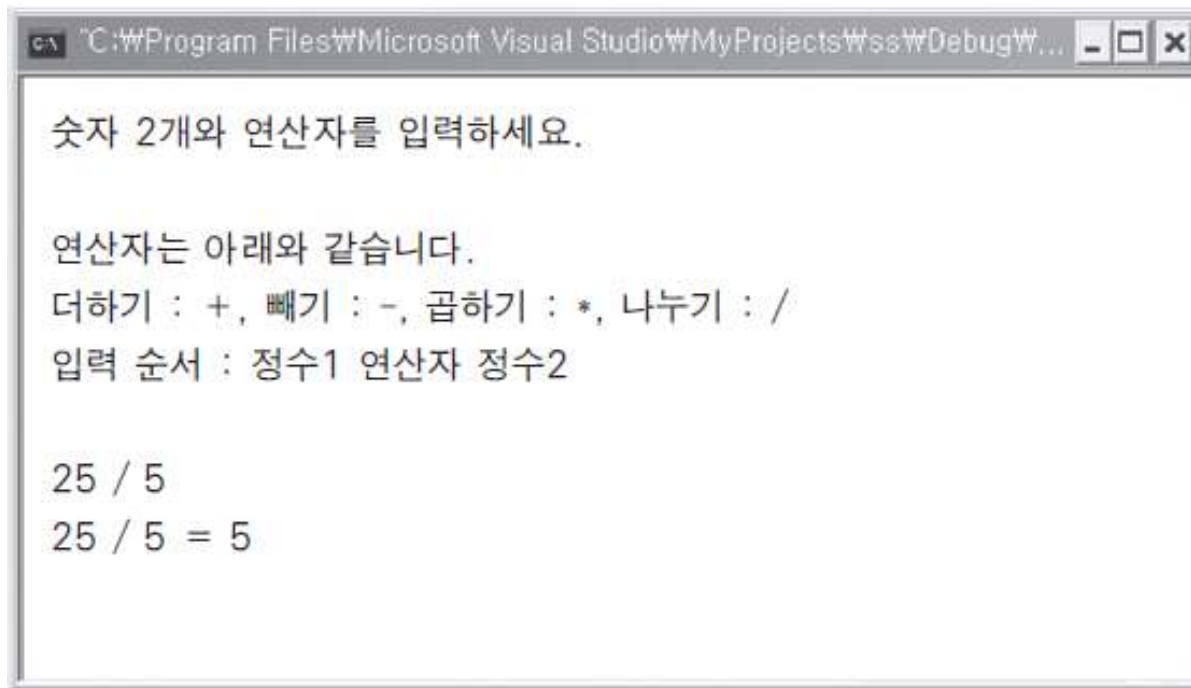 "C:₩Program Files₩Microsoft Visual Studio₩MyProjects₩ss₩Debug₩...
숫자 2개와 연산자를 입력하세요.
연산자는 아래와 같습니다.
더하기 : +, 빼기 : -, 곱하기 : *, 나누기 : /
입력 순서 : 정수1 연산자 정수2
25 / 5
25 / 5 = 5